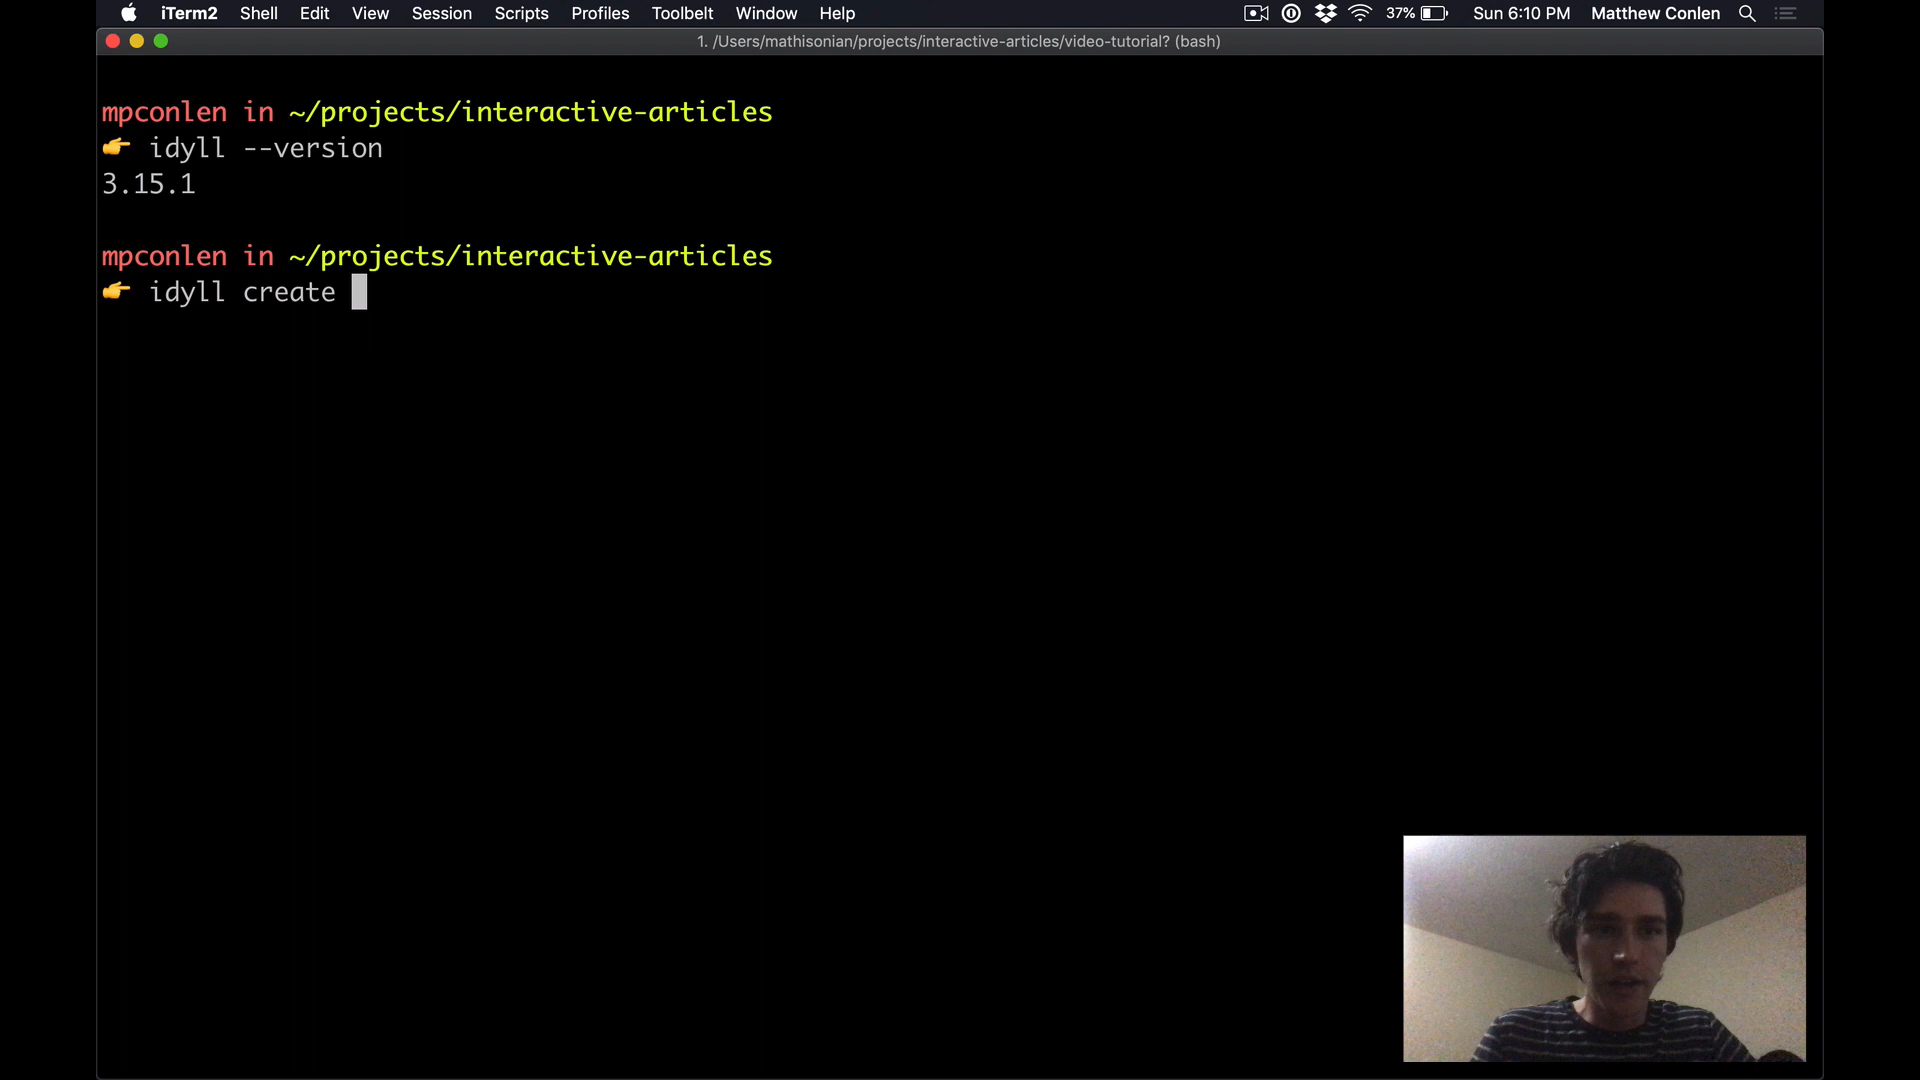 iTerm2 Shell Edit View Session Scripts Profiles Toolbelt Window Help 37% Sun 6:10 PM Matthew Conlen
1. /Users/mathisonian/projects/interactive-articles/video-tutorial? (bash)
mpconlen in ~/projects/interactive-articles
👉 idyll --version
3.15.1
mpconlen in ~/projects/interactive-articles
👉 idyll create